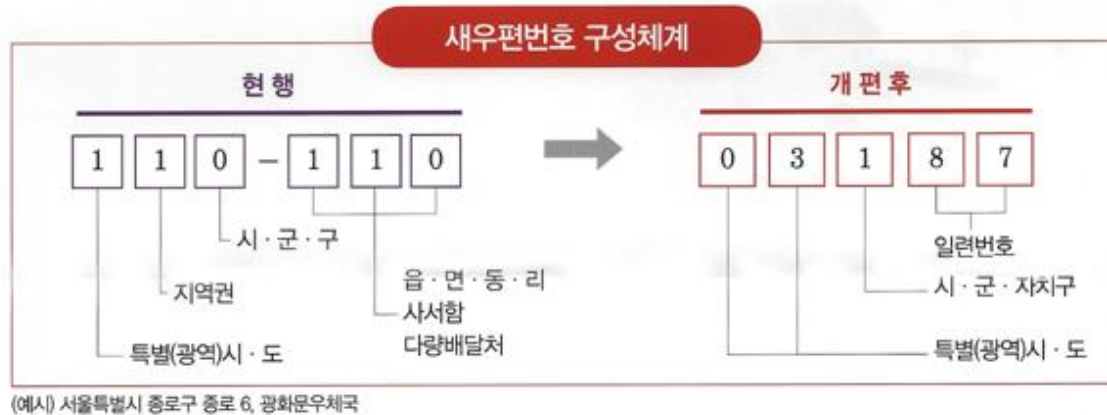 새우편번호 구성체계
현 행
1 1 0 - 1 1 0
시 · 군 · 구
지역권
특별(광역)시 · 도
읍 · 면 · 동 · 리
사서함
다량배달처
개 편 후
0 3 1 8 7
일련번호
시 · 군 · 자치구
특별(광역)시 · 도
(예시) 서울특별시 종로구 종로 6, 광화문우체국